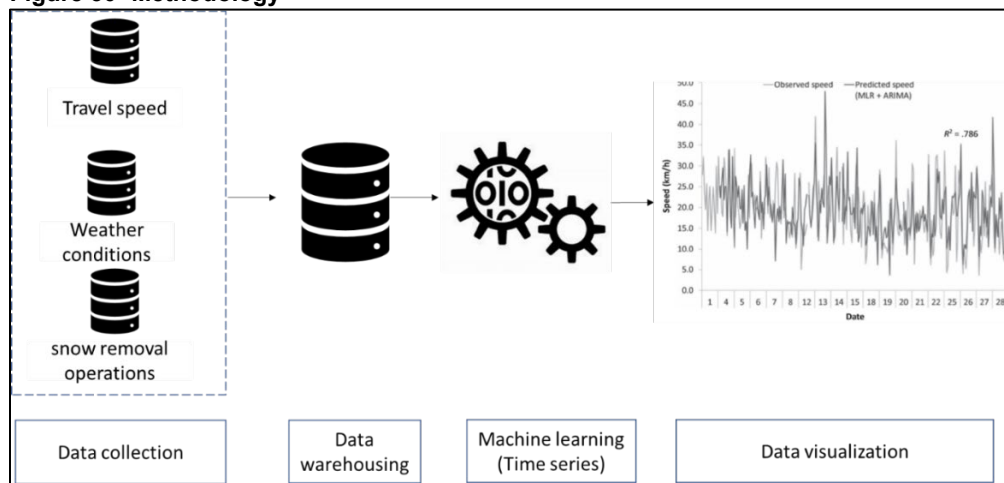 Travel speed
Weather
conditions
snow removal
operations
Observed speed
Predicted speed
(MLR + ARIMA)
R² = .786
Speed (km/h)
50.0
45.0
40.0
35.0
30.0
25.0
20.0
15.0
10.0
5.0
0.0
1 4 5 6 7 8 12 13 14 15 18 19 20 21 22 25 26 27 28
Date
Data collection
Data
warehousing
Machine learning
(Time series)
Data visualization